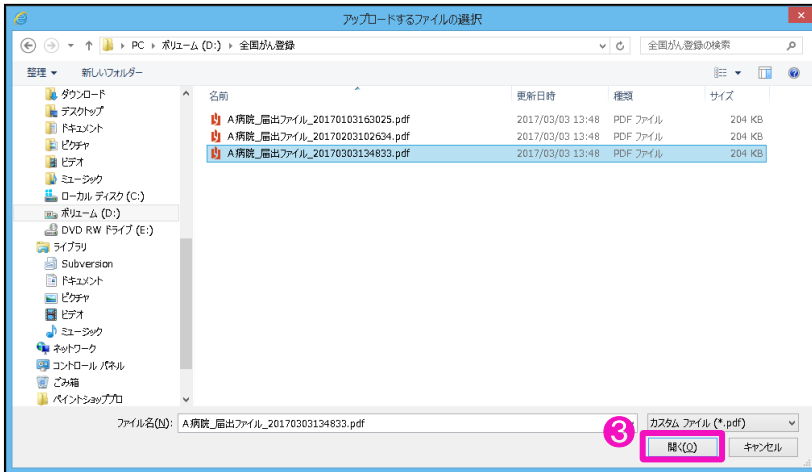 アップロードするファイルの選択
PC ▸ ボリューム (D:) ▸ 全国がん登録
全国がん登録の検索
整理 新しいフォルダー
名前 更新日時 種類 サイズ
A病院_届出ファイル_20170103163025.pdf 2017/03/03 13:48 PDF ファイル 204 KB
A病院_届出ファイル_20170203102634.pdf 2017/03/03 13:48 PDF ファイル 204 KB
A病院_届出ファイル_20170303134833.pdf 2017/03/03 13:48 PDF ファイル 204 KB
ダウンロード
デスクトップ
ドキュメント
ピクチャ
ビデオ
ミュージック
ローカル ディスク (C:)
ボリューム (D:)
DVD RW ドライブ (E:)
ライブラリ
Subversion
ドキュメント
ピクチャ
ビデオ
ミュージック
ネットワーク
コントロール パネル
ごみ箱
ペイントショッププロ
ファイル名(N): A病院_届出ファイル_20170303134833.pdf
カスタム ファイル (*.pdf)
3
開く(O) キャンセル